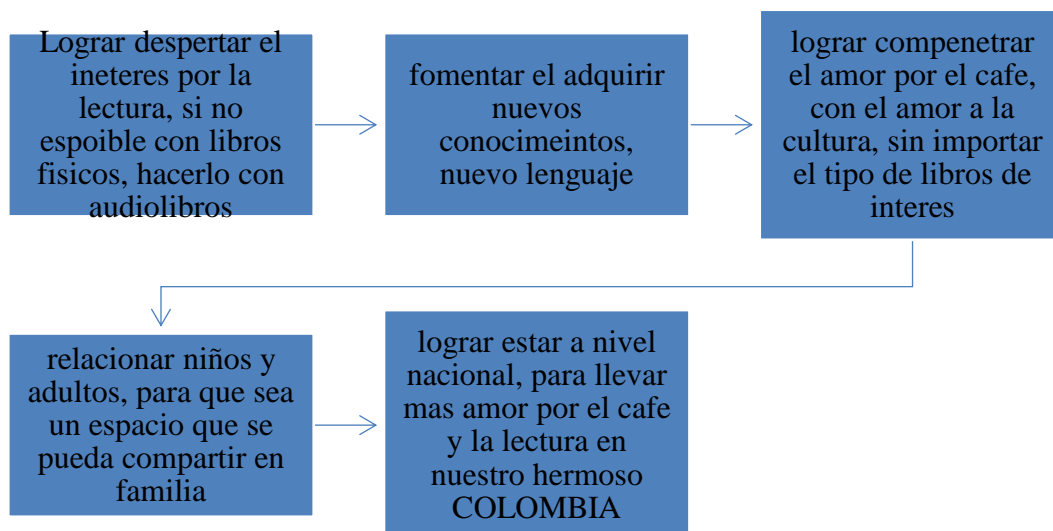 Lograr despertar el
ineteres por la
lectura, si no
espoible con libros
fisicos, hacerlo con
audiolibros
fomentar el adquirir
nuevos
conocimeintos,
nuevo lenguaje
lograr compenetrar
el amor por el cafe,
con el amor a la
cultura, sin importar
el tipo de libros de
interes
relacionar niños y
adultos, para que sea
un espacio que se
pueda compartir en
familia
lograr estar a nivel
nacional, para llevar
mas amor por el cafe
y la lectura en
nuestro hermoso
COLOMBIA